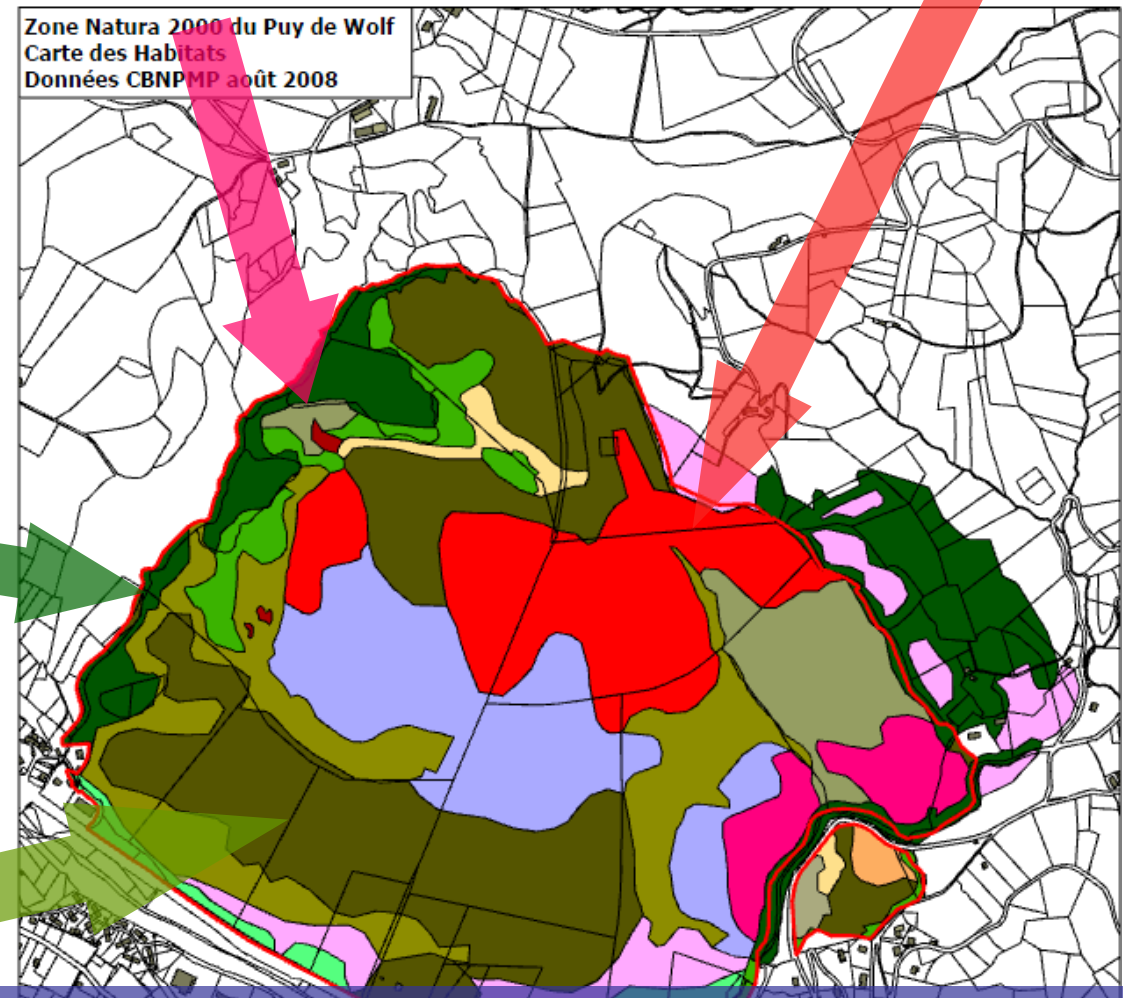 Zone Natura 2000 du Puy de Wolf
Carte des Habitats
Données CBNPMP août 2008